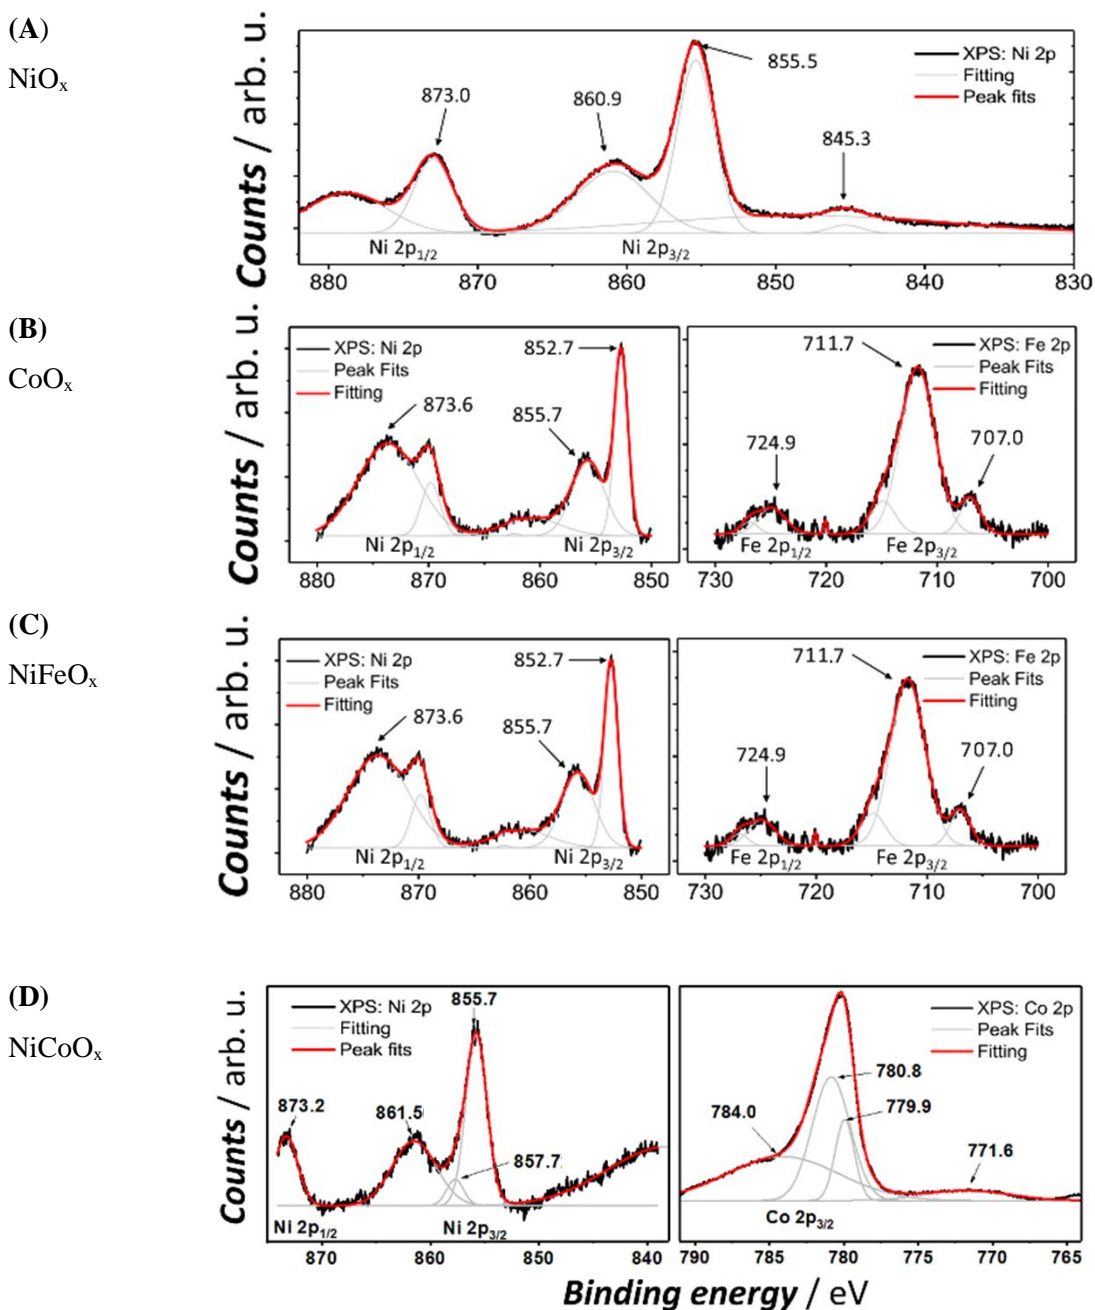 (A)
NiOₓ
Counts / arb. u.
XPS: Ni 2p
Fitting
Peak fits
873.0
860.9
855.5
845.3
Ni 2p₁/₂
Ni 2p₃/₂
880 870 860 850 840 830
(B)
CoOₓ
Counts / arb. u.
XPS: Ni 2p
Peak Fits
Fitting
873.6
855.7
852.7
Ni 2p₁/₂
Ni 2p₃/₂
880 870 860 850
XPS: Fe 2p
Peak Fits
Fitting
711.7
724.9
707.0
Fe 2p₁/₂
Fe 2p₃/₂
730 720 710 700
(C)
NiFeOₓ
Counts / arb. u.
XPS: Ni 2p
Peak Fits
Fitting
873.6
855.7
852.7
Ni 2p₁/₂
Ni 2p₃/₂
880 870 860 850
XPS: Fe 2p
Peak Fits
Fitting
711.7
724.9
707.0
Fe 2p₁/₂
Fe 2p₃/₂
730 720 710 700
(D)
NiCoOₓ
Counts / arb. u.
XPS: Ni 2p
Fitting
Peak fits
855.7
873.2
861.5
857.7
Ni 2p₁/₂
Ni 2p₃/₂
870 860 850 840
XPS: Co 2p
Peak Fits
Fitting
780.8
779.9
784.0
771.6
Co 2p₃/₂
790 785 780 775 770 765
Binding energy / eV